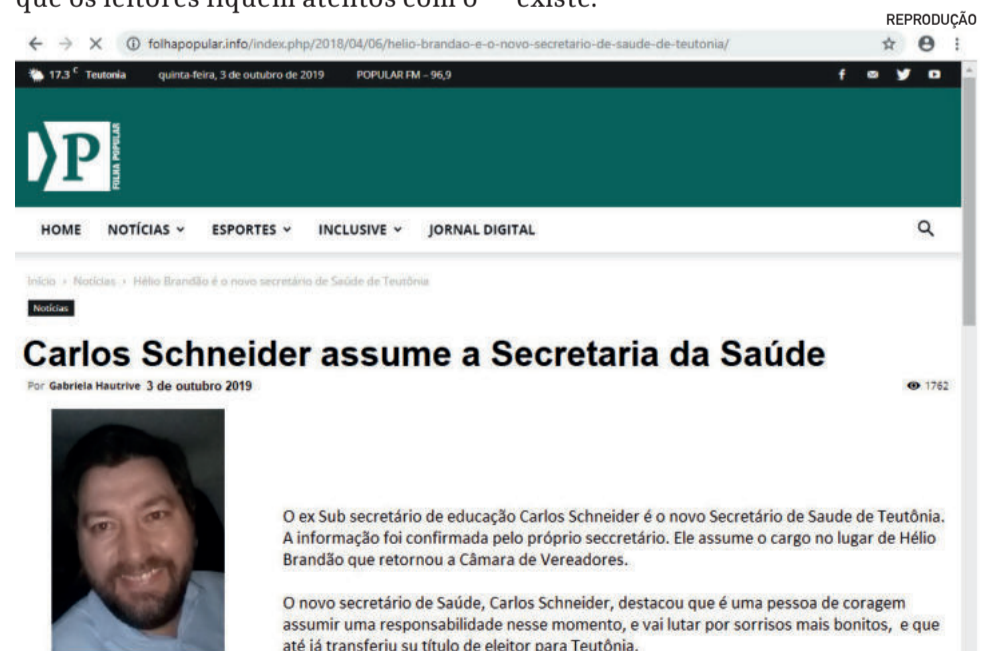 que os leitores fiquem atentos com o existe.
REPRODUÇÃO
folhapopular.info/index.php/2018/04/06/helio-brandao-e-o-novo-secretario-de-saude-de-teutonia/
17.3 C Teutonia quinta-feira, 3 de outubro de 2019 POPULAR FM – 96,9
P
FOLHA POPULAR
HOME NOTÍCIAS ESPORTES INCLUSIVE JORNAL DIGITAL
Início › Notícias › Hélio Brandão é o novo secretário de Saúde de Teutônia
Notícias
Carlos Schneider assume a Secretaria da Saúde
Por Gabriela Hautrive 3 de outubro 2019
1762
O ex Sub secretário de educação Carlos Schneider é o novo Secretário de Saude de Teutônia.
A informação foi confirmada pelo próprio seccretário. Ele assume o cargo no lugar de Hélio
Brandão que retornou a Câmara de Vereadores.
O novo secretário de Saúde, Carlos Schneider, destacou que é uma pessoa de coragem
assumir uma responsabilidade nesse momento, e vai lutar por sorrisos mais bonitos, e que
até já transferiu su título de eleitor para Teutônia.